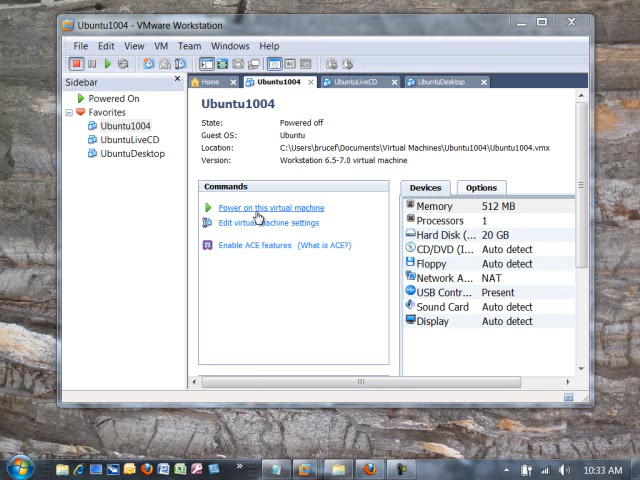 Ubuntu1004 - VMware Workstation
File Edit View VM Team Windows Help
Sidebar
Powered On
Favorites
Ubuntu1004
UbuntuLiveCD
UbuntuDesktop
Home Ubuntu1004 UbuntuLiveCD UbuntuDesktop
Ubuntu1004
State: Powered off
Guest OS: Ubuntu
Location: C:\Users\brucef\Documents\Virtual Machines\Ubuntu1004\Ubuntu1004.vmx
Version: Workstation 6.5-7.0 virtual machine
Commands
Power on this virtual machine
Edit virtual machine settings
Enable ACE features (What is ACE?)
Devices Options
Memory 512 MB
Processors 1
Hard Disk (... 20 GB
CD/DVD (I... Auto detect
Floppy Auto detect
Network A... NAT
USB Contr... Present
Sound Card Auto detect
Display Auto detect
10:33 AM